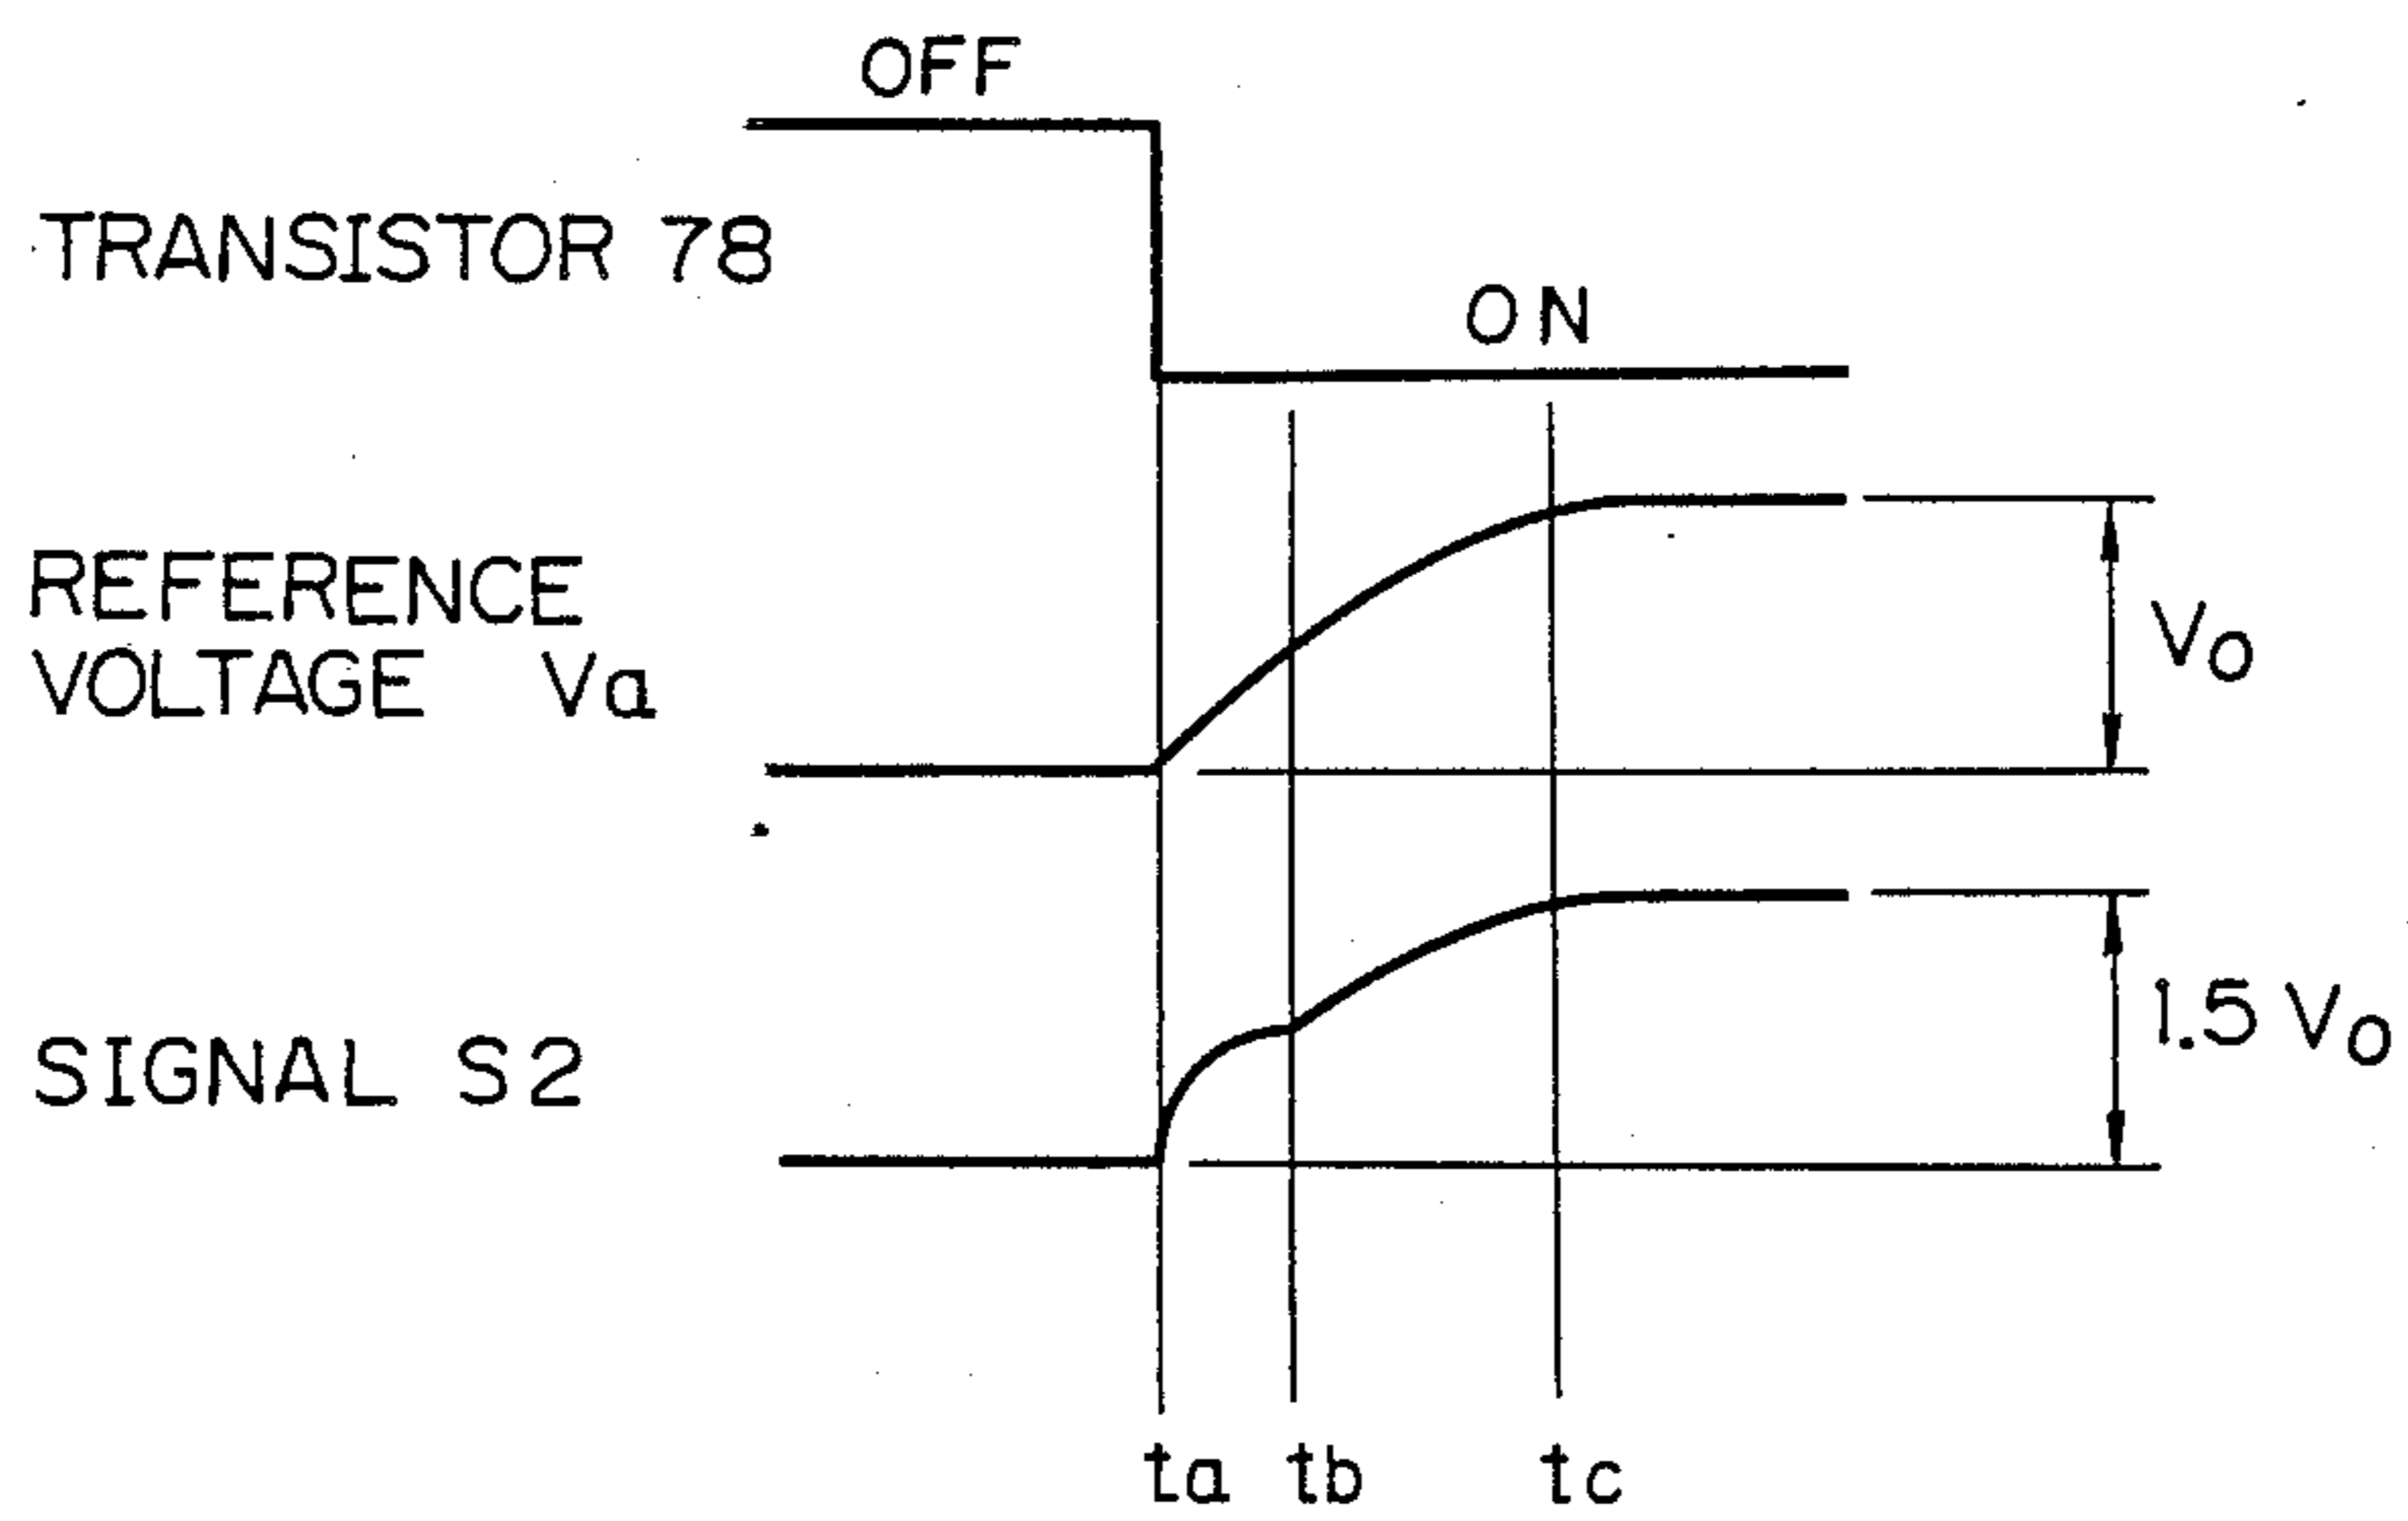 OFF
TRANSISTOR 78
ON
REFERENCE
VOLTAGE Va
Vo
1.5 Vo
SIGNAL S2
ta tb tc